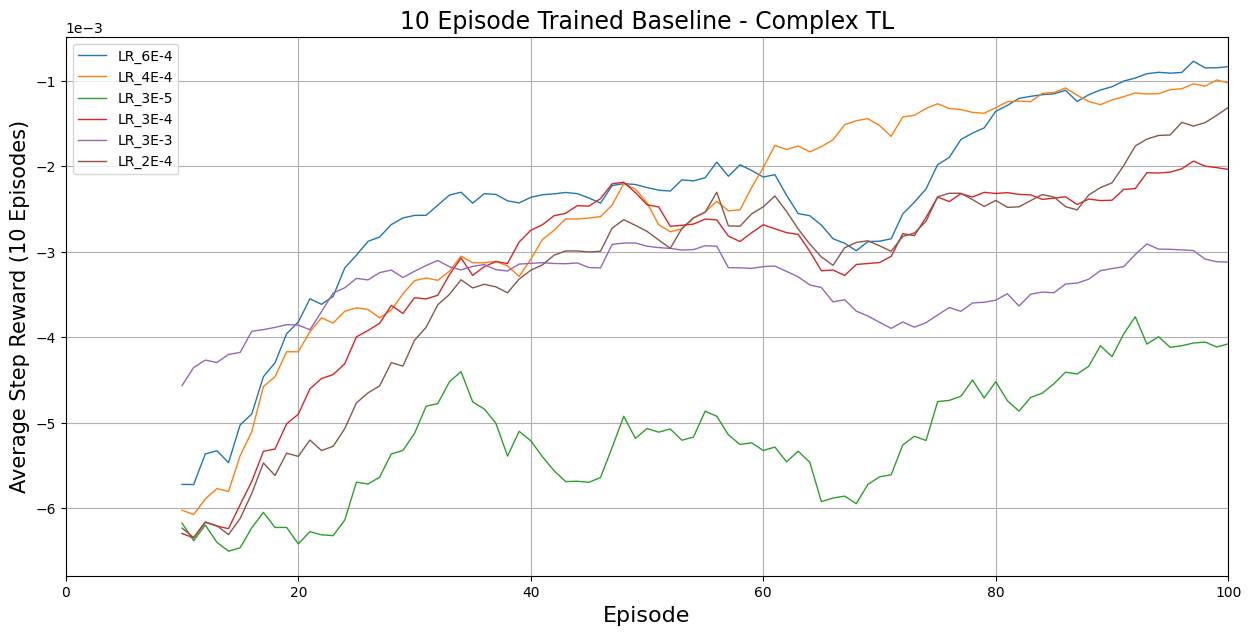 10 Episode Trained Baseline - Complex TL
1e−3
LR_6E-4
LR_4E-4
LR_3E-5
LR_3E-4
LR_3E-3
LR_2E-4
−1
−2
−3
−4
−5
−6
Average Step Reward (10 Episodes)
0
20
40
60
80
100
Episode